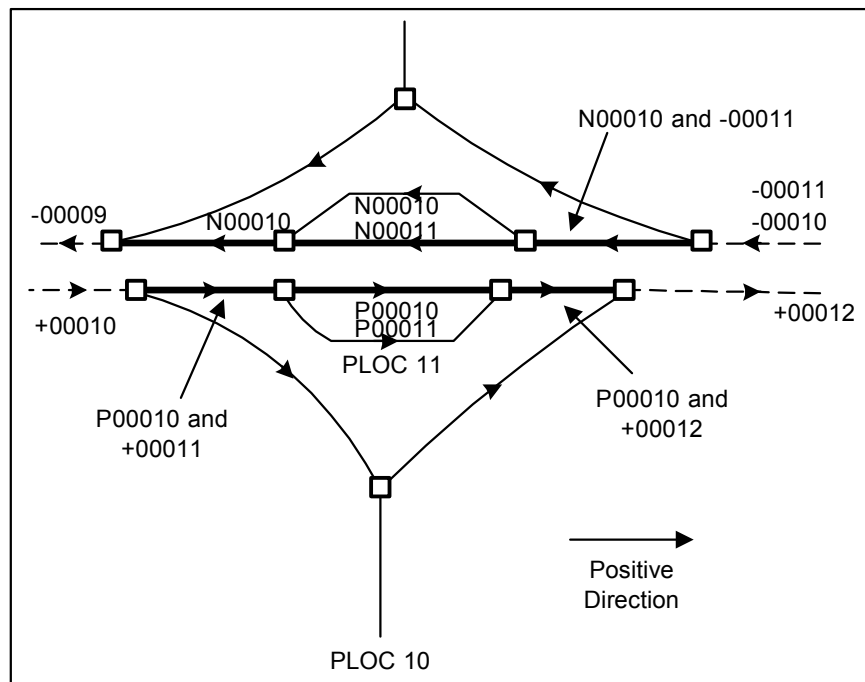 N00010 and -00011
-00009
N00010
N00010
N00011
-00011
-00010
+00010
P00010
P00011
+00012
PLOC 11
P00010 and
+00011
P00010 and
+00012
Positive
Direction
PLOC 10